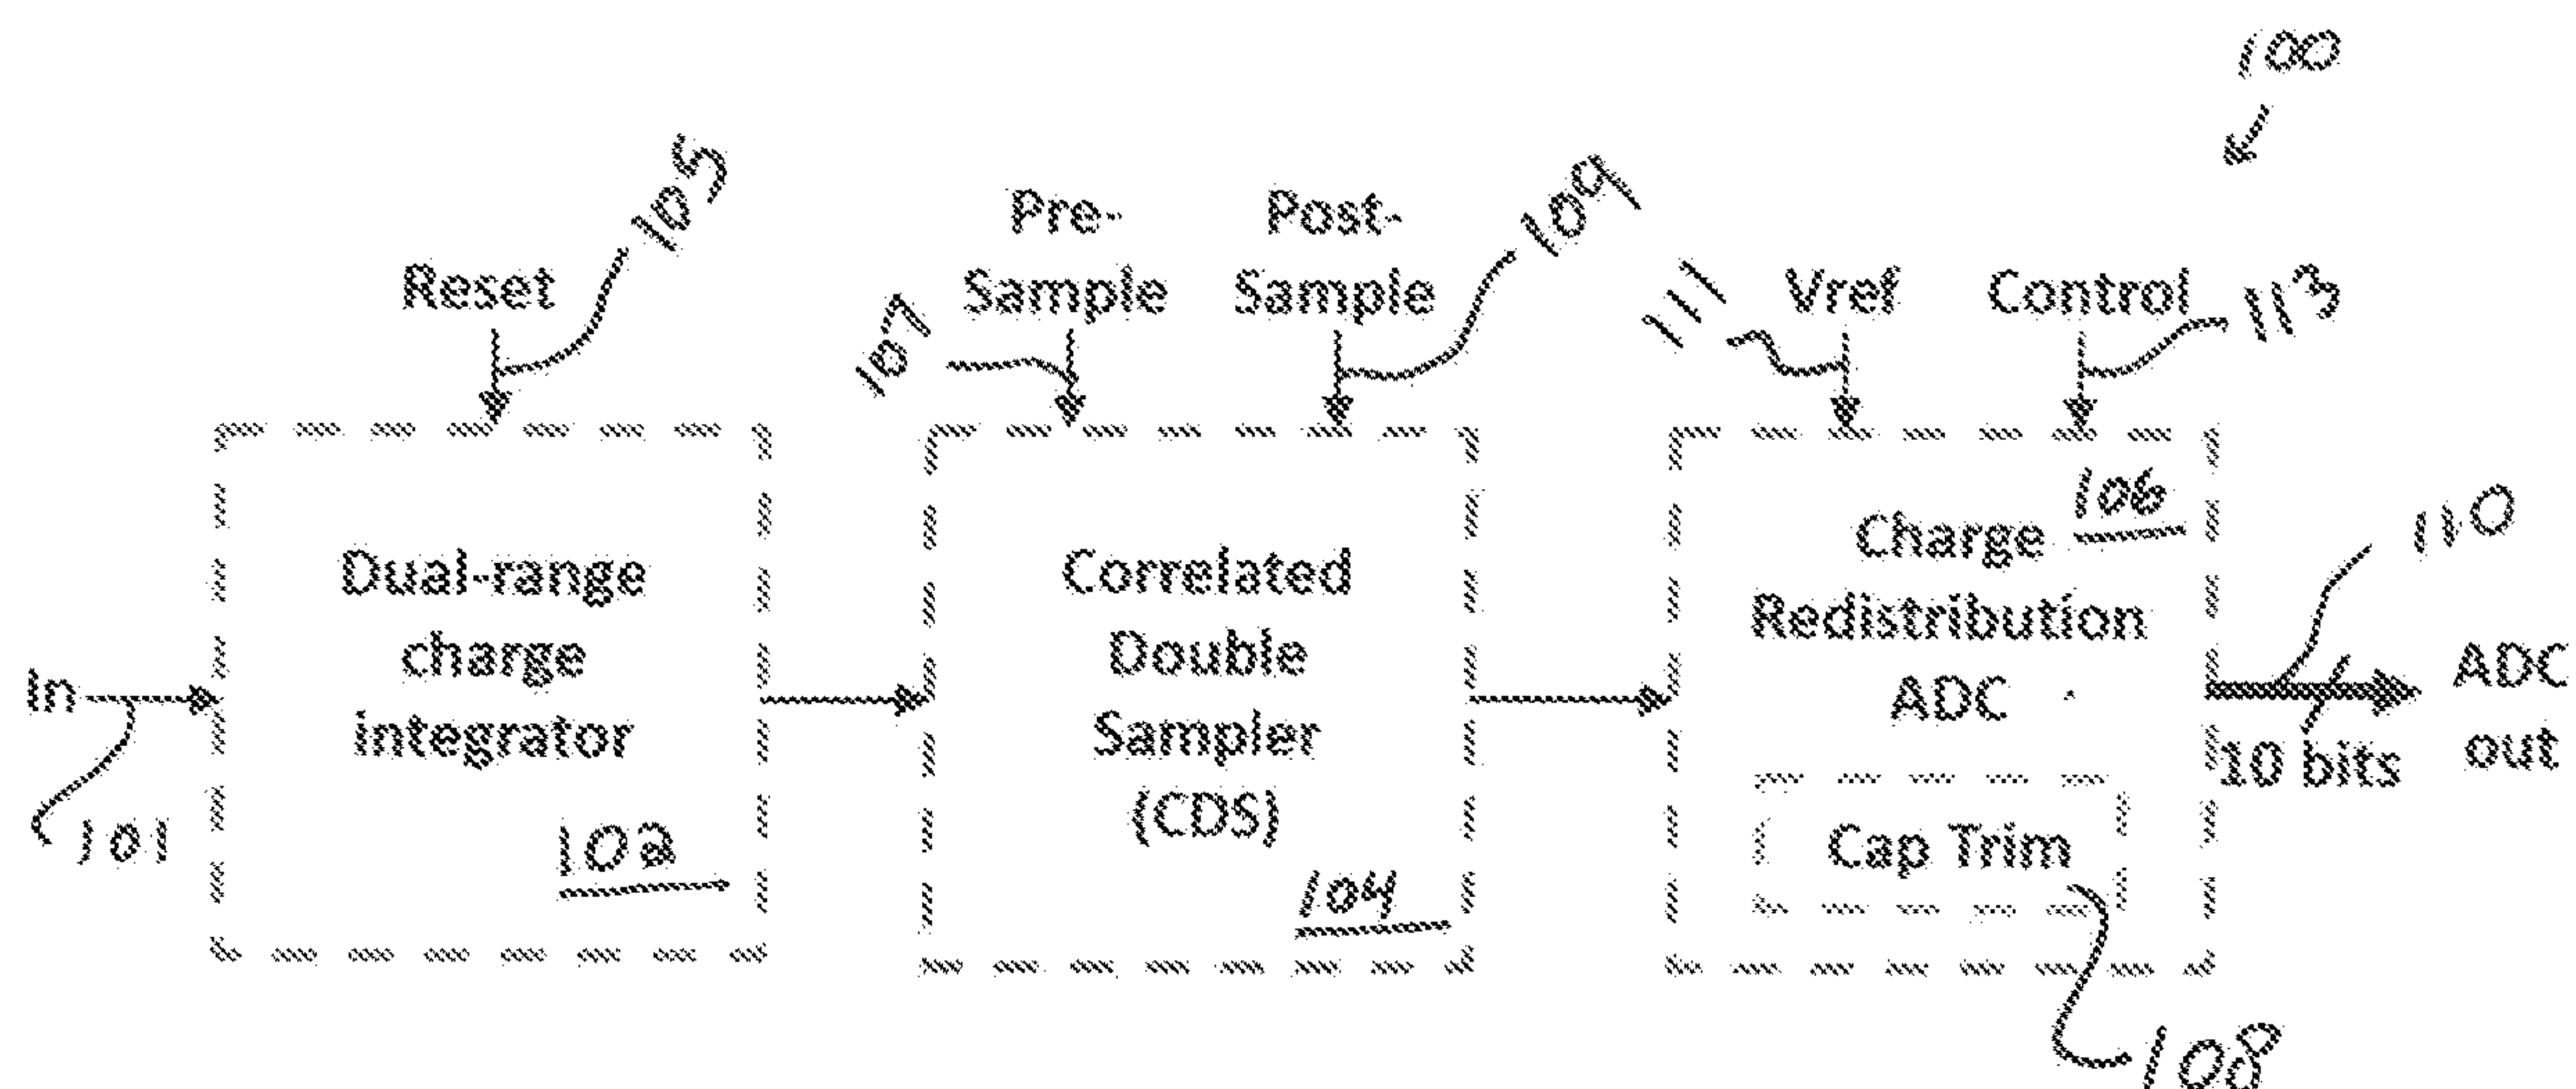 100
105
109
Pre-
Sample
Post-
Sample
Reset
107
111
Vref
Control
113
In
101
Dual-range
charge
integrator
102
Correlated
Double
Sampler
(CDS)
104
106
Charge
Redistribution
ADC
Cap Trim
108
110
10 bits
ADC
out